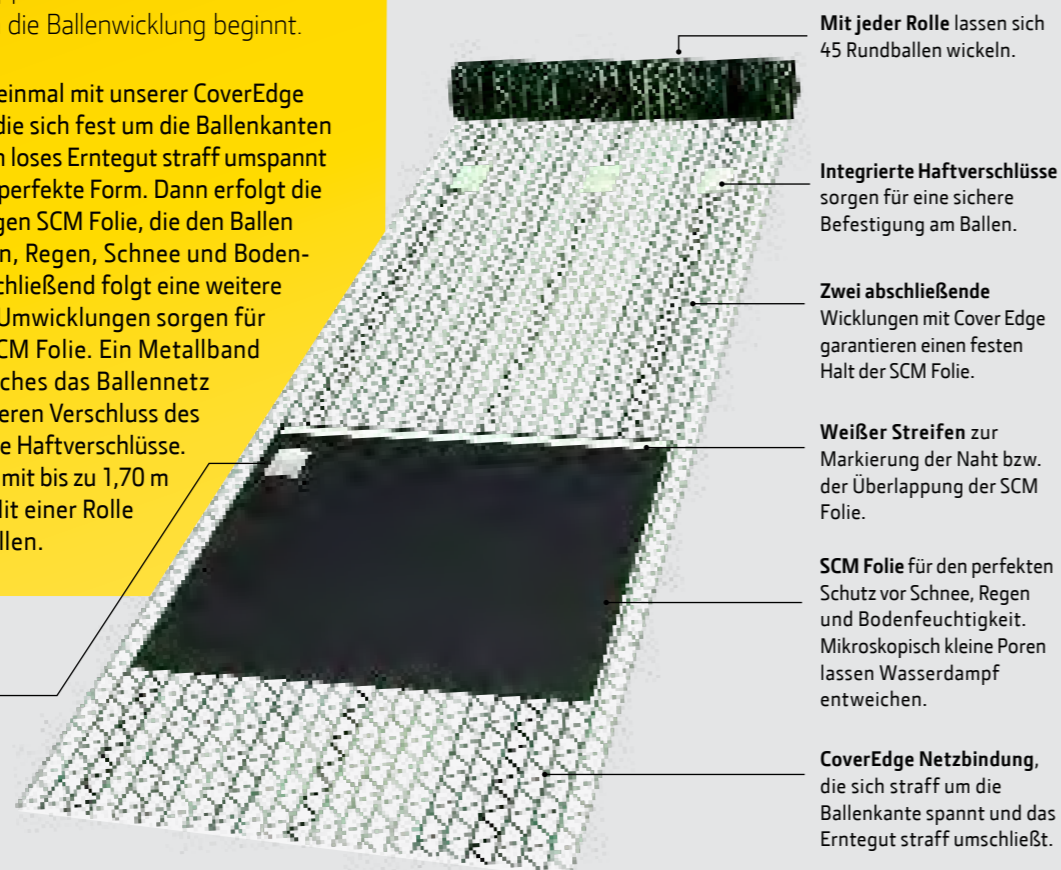 die Ballenwicklung beginnt.
einmal mit unserer CoverEdge
die sich fest um die Ballenkanten
loses Erntegut straff umspannt
perfekte Form. Dann erfolgt die
gen SCM Folie, die den Ballen
n, Regen, Schnee und Boden-
chließend folgt eine weitere
Umwicklungen sorgen für
CM Folie. Ein Metallband
ches das Ballennetz
eren Verschluss des
e Haftverschlüsse.
mit bis zu 1,70 m
it einer Rolle
llen.
Mit jeder Rolle lassen sich
45 Rundballen wickeln.
Integrierte Haftverschlüsse
sorgen für eine sichere
Befestigung am Ballen.
Zwei abschließende
Wicklungen mit Cover Edge
garantieren einen festen
Halt der SCM Folie.
Weißer Streifen zur
Markierung der Naht bzw.
der Überlappung der SCM
Folie.
SCM Folie für den perfekten
Schutz vor Schnee, Regen
und Bodenfeuchtigkeit.
Mikroskopisch kleine Poren
lassen Wasserdampf
entweichen.
CoverEdge Netzbindung,
die sich straff um die
Ballenkante spannt und das
Erntegut straff umschließt.